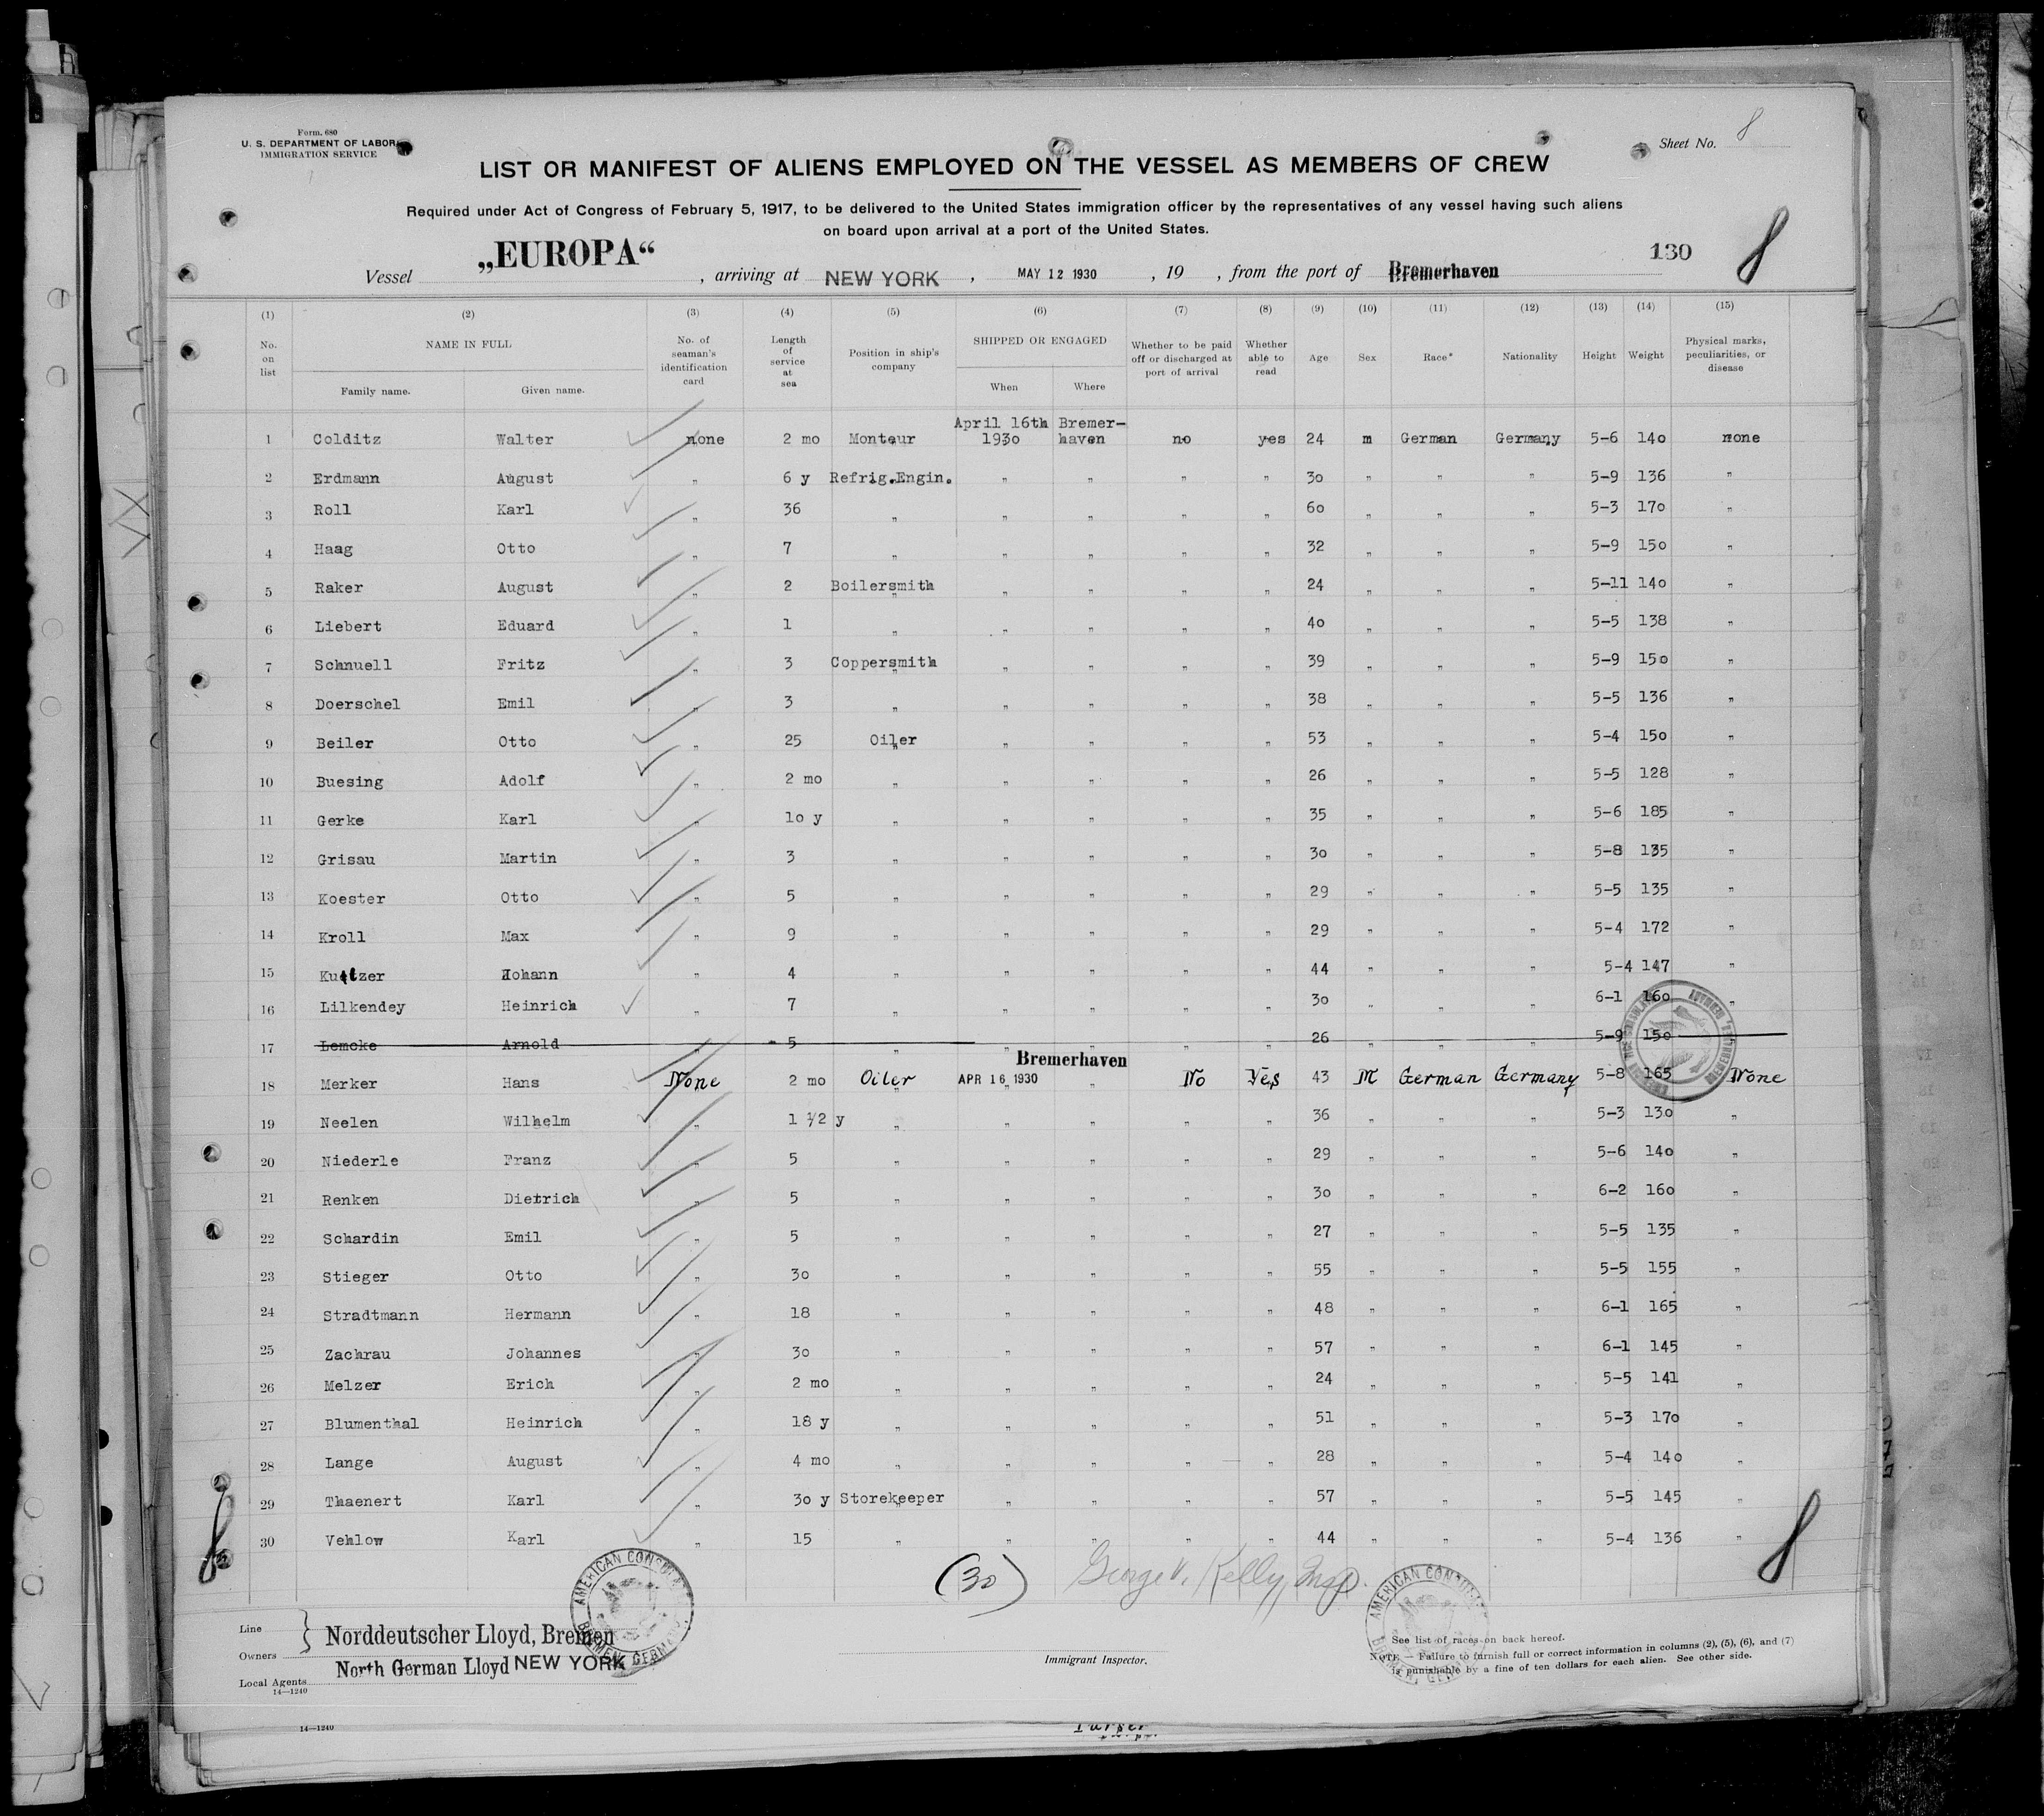 Form. 680
U. S. DEPARTMENT OF LABOR
IMMIGRATION SERVICE
Sheet No. 8
LIST OR MANIFEST OF ALIENS EMPLOYED ON THE VESSEL AS MEMBERS OF CREW
Required under Act of Congress of February 5, 1917, to be delivered to the United States immigration officer by the representatives of any vessel having such aliens
on board upon arrival at a port of the United States.
130 8
Vessel „EUROPA“ , arriving at NEW YORK , MAY 12 1930 , 19 , from the port of Bremerhaven
(1) (2) (3) (4) (5) (6) (7) (8) (9) (10) (11) (12) (13) (14) (15)
No. on list NAME IN FULL Family name. Given name. No. of seaman's identification card Length of service at sea Position in ship's company SHIPPED OR ENGAGED When Where Whether to be paid off or discharged at port of arrival Whether able to read Age Sex Race* Nationality Height Weight Physical marks, peculiarities, or disease
1 Colditz Walter none 2 mo Monteur April 16th 1930 Bremer-haven no yes 24 m German Germany 5-6 140 none
2 Erdmann August „ 6 y Refrig.Engin. „ „ „ „ 30 „ „ „ 5-9 136 „
3 Roll Karl „ 36 „ „ „ „ „ 60 „ „ „ 5-3 170 „
4 Haag Otto „ 7 „ „ „ „ „ 32 „ „ „ 5-9 150 „
5 Raker August „ 2 Boilersmith „ „ „ „ 24 „ „ „ 5-11 140 „
6 Liebert Eduard „ 1 „ „ „ „ „ 40 „ „ „ 5-5 138 „
7 Schnuell Fritz „ 3 Coppersmith „ „ „ „ 39 „ „ „ 5-9 150 „
8 Doerschel Emil „ 3 „ „ „ „ „ 38 „ „ „ 5-5 136 „
9 Beiler Otto „ 25 Oiler „ „ „ „ 53 „ „ „ 5-4 150 „
10 Buesing Adolf „ 2 mo „ „ „ „ „ 26 „ „ „ 5-5 128 „
11 Gerke Karl „ 10 y „ „ „ „ „ 35 „ „ „ 5-6 185 „
12 Grisau Martin „ 3 „ „ „ „ „ 30 „ „ „ 5-8 135 „
13 Koester Otto „ 5 „ „ „ „ „ 29 „ „ „ 5-5 135 „
14 Kroll Max „ 9 „ „ „ „ „ 29 „ „ „ 5-4 172 „
15 Johann „ 4 „ „ „ „ „ 44 „ „ „ 5-4 147 „
16 Lilkendey Heinrich „ 7 „ „ „ „ „ 30 „ „ „ 6-1 160 „
17 Lemcke Arnold „ 5 „ „ „ „ „ 26 „ „ „ 5-9 150 „
18 Merker Hans None 2 mo Oiler APR 16 1930 Bremerhaven „ No Yes 43 M German Germany 5-8 165 None
19 Neelen Wilhelm „ 1 1/2 y „ „ „ „ „ 36 „ „ „ 5-3 130 „
20 Niederle Franz „ 5 „ „ „ „ „ 29 „ „ „ 5-6 140 „
21 Renken Dietrich „ 5 „ „ „ „ „ 30 „ „ „ 6-2 160 „
22 Schardin Emil „ 5 „ „ „ „ „ 27 „ „ „ 5-5 135 „
23 Stieger Otto „ 30 „ „ „ „ „ 55 „ „ „ 5-5 155 „
24 Stradtmann Hermann „ 18 „ „ „ „ „ 48 „ „ „ 6-1 165 „
25 Zachrau Johannes „ 30 „ „ „ „ „ 57 „ „ „ 6-1 145 „
26 Melzer Erich „ 2 mo „ „ „ „ „ 24 „ „ „ 5-5 141 „
27 Blumenthal Heinrich „ 18 y „ „ „ „ „ 51 „ „ „ 5-3 170 „
28 Lange August „ 4 mo „ „ „ „ „ 28 „ „ „ 5-4 140 „
29 Thaenert Karl „ 30 y Storekeeper „ „ „ „ 57 „ „ „ 5-5 145 „
30 Vehlow Karl „ 15 „ „ „ „ „ 44 „ „ „ 5-4 136 „
8 (30) George V. Kelly, Insp. 8
AMERICAN CONSULATE BREMEN, GERMANY
AMERICAN CONSULATE BREMEN, GERMANY
Line
Owners
Norddeutscher Lloyd, Bremen
Local Agents North German Lloyd NEW YORK
14—1240
Immigrant Inspector.
See list of races on back hereof.
NOTE — Failure to furnish full or correct information in columns (2), (5), (6), and (7)
is punishable by a fine of ten dollars for each alien. See other side.
14—1240
Purser